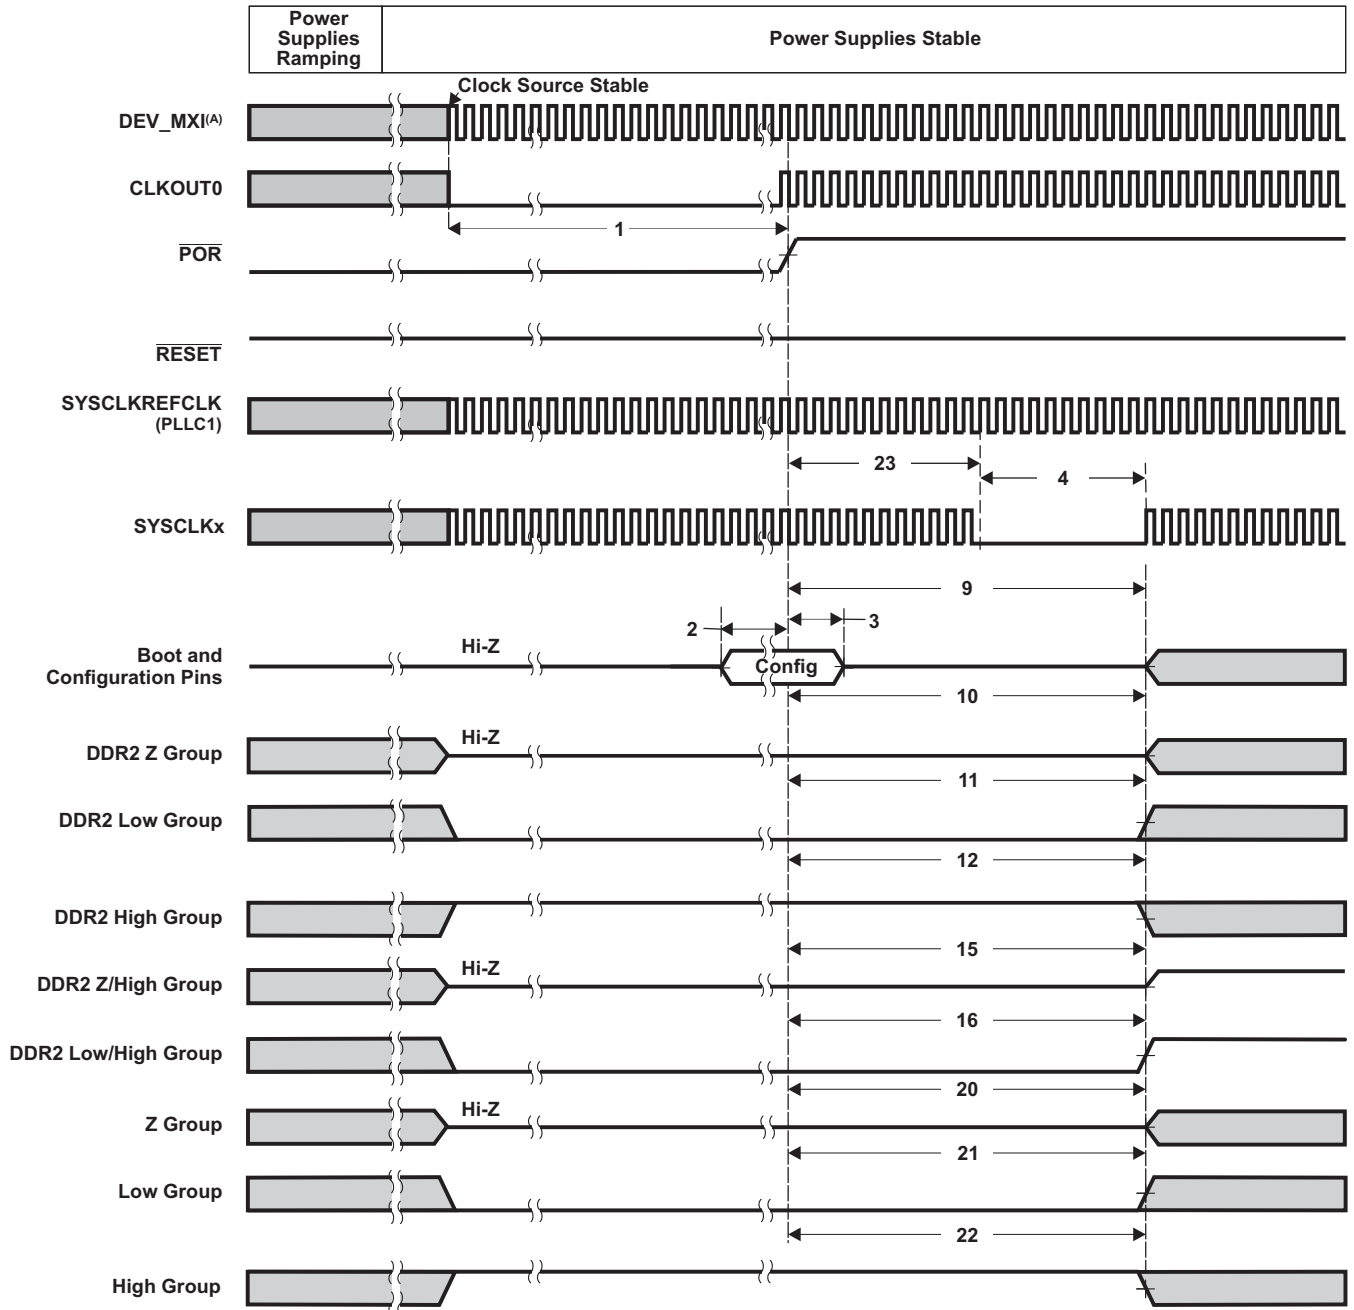 Power
Supplies
Ramping
Power Supplies Stable
Clock Source Stable
DEV_MXI(A)
CLKOUT0
1
POR
RESET
SYSCLKREFCLK
(PLLC1)
23
4
SYSCLKx
9
2
3
Hi-Z
Boot and
Configuration Pins
Config
10
Hi-Z
DDR2 Z Group
11
DDR2 Low Group
12
DDR2 High Group
15
Hi-Z
DDR2 Z/High Group
16
DDR2 Low/High Group
20
Hi-Z
Z Group
21
Low Group
22
High Group